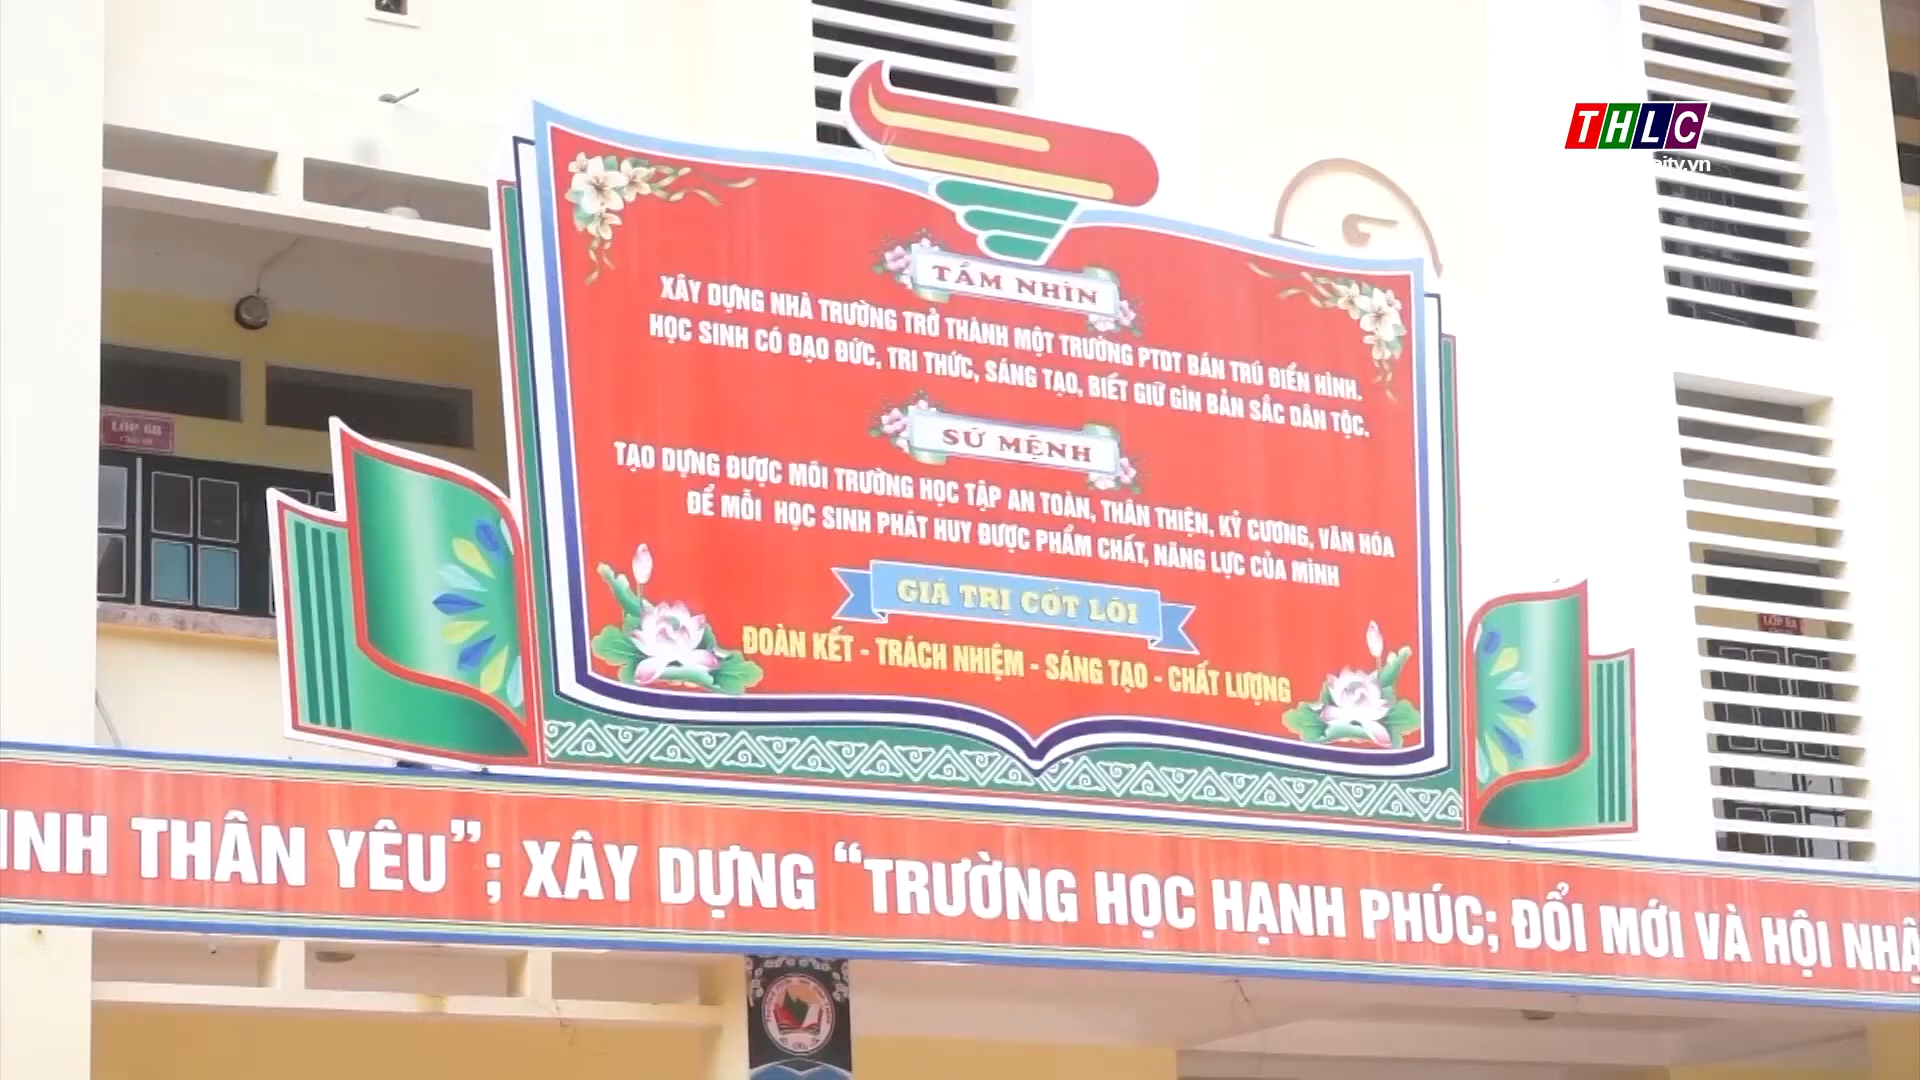 THLC
TẦM NHÌN
XÂY DỰNG NHÀ TRƯỜNG TRỞ THÀNH MỘT TRƯỜNG PTDT BÁN TRÚ ĐIỂN HÌNH.
HỌC SINH CÓ ĐẠO ĐỨC, TRI THỨC, SÁNG TẠO, BIẾT GIỮ GÌN BẢN SẮC DÂN TỘC.
SỨ MỆNH
TẠO DỰNG ĐƯỢC MÔI TRƯỜNG HỌC TẬP AN TOÀN, THÂN THIỆN, KỶ CƯƠNG, VĂN HÓA
ĐỂ MỖI HỌC SINH PHÁT HUY ĐƯỢC PHẨM CHẤT, NĂNG LỰC CỦA MÌNH
GIÁ TRỊ CỐT LÕI
ĐOÀN KẾT - TRÁCH NHIỆM - SÁNG TẠO - CHẤT LƯỢNG
LỚP 6B
INH THÂN YÊU”; XÂY DỰNG “TRƯỜNG HỌC HẠNH PHÚC; ĐỔI MỚI VÀ HỘI NHẬ